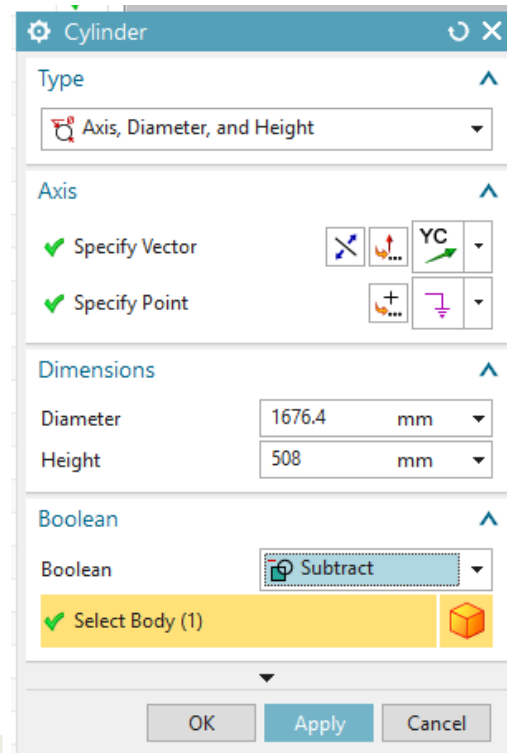 Cylinder
Type
Axis, Diameter, and Height
Axis
Specify Vector
YC
Specify Point
Dimensions
Diameter 1676.4 mm
Height 508 mm
Boolean
Boolean Subtract
Select Body (1)
OK Apply Cancel